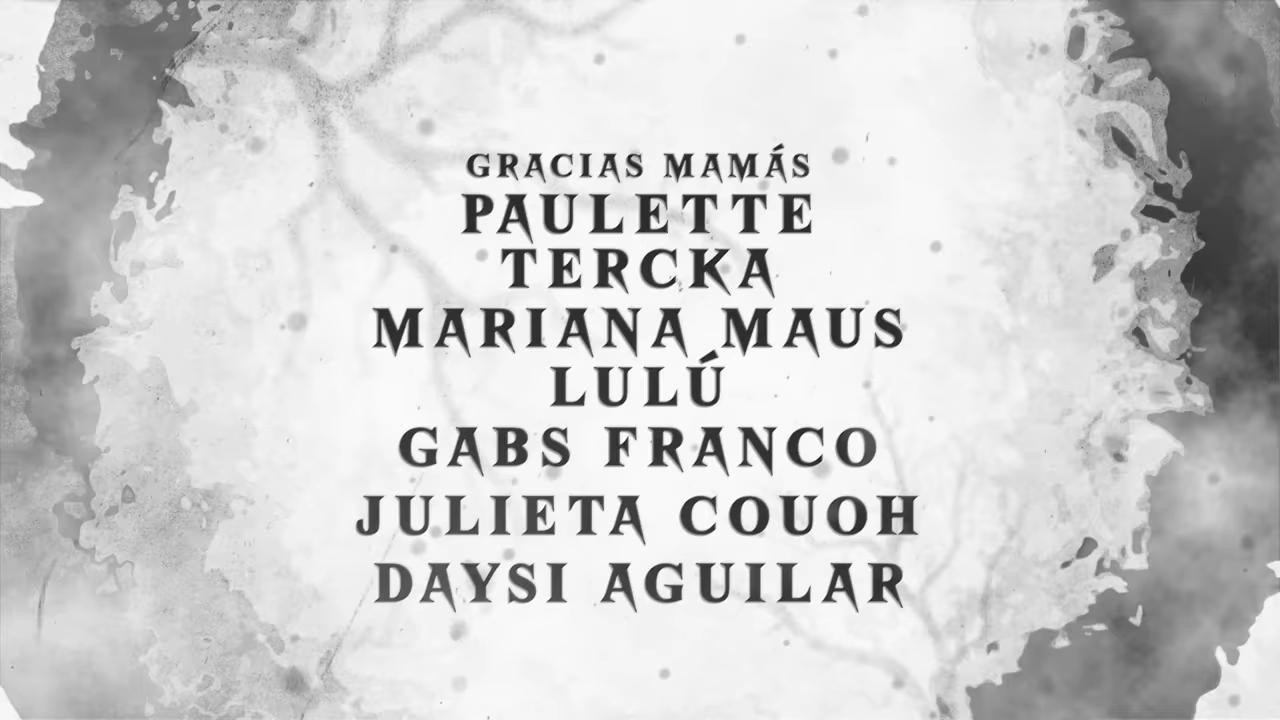 GRACIAS MAMÁS
PAULETTE
TERCKA
MARIANA MAUS
LULÚ
GABS FRANCO
JULIETA COUOH
DAYSI AGUILAR